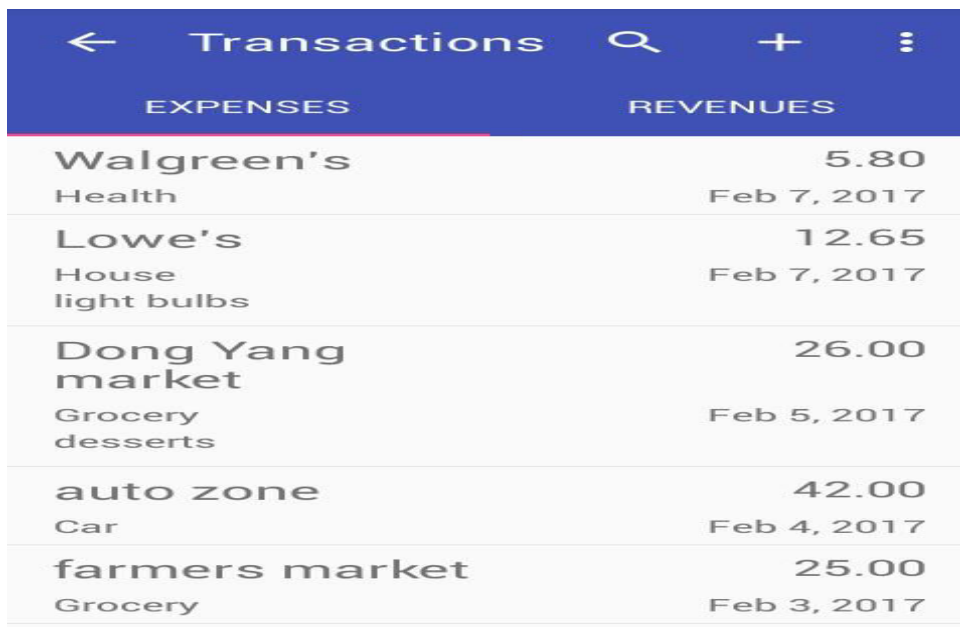 Transactions
EXPENSES REVENUES
Walgreen's 5.80
Health Feb 7, 2017
Lowe's 12.65
House Feb 7, 2017
light bulbs
Dong Yang 26.00
market
Grocery Feb 5, 2017
desserts
auto zone 42.00
Car Feb 4, 2017
farmers market 25.00
Grocery Feb 3, 2017